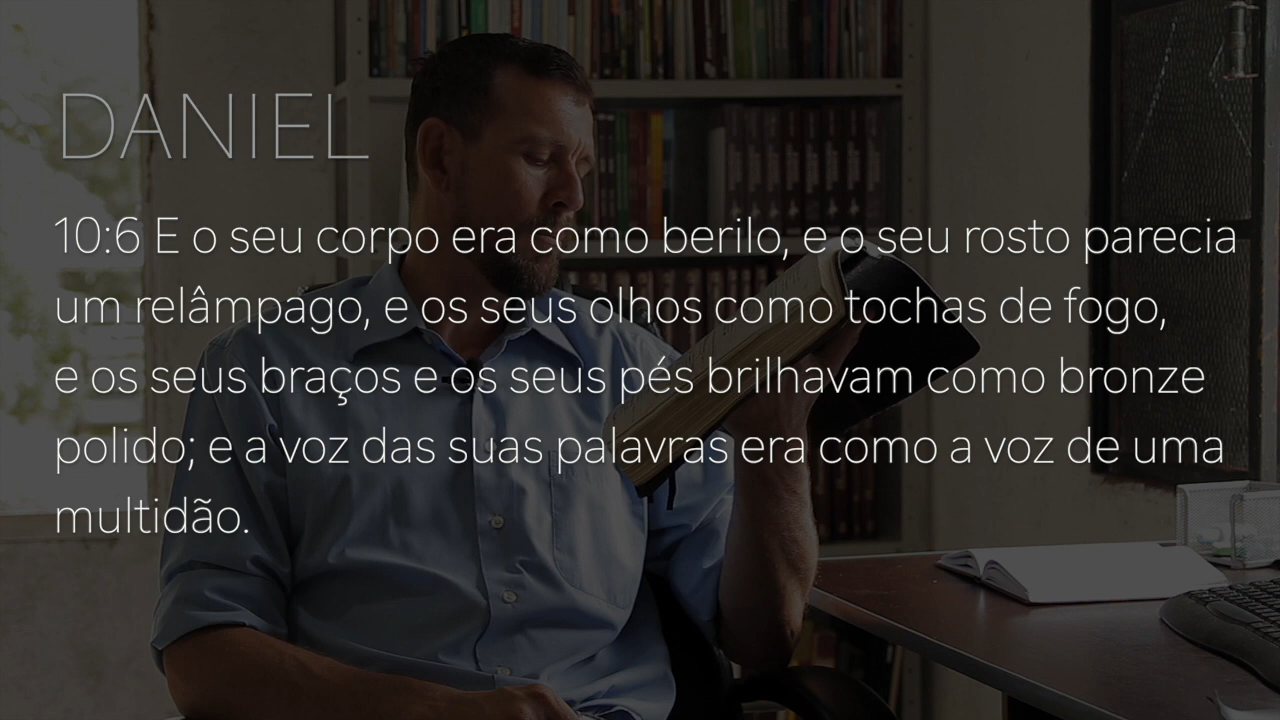 DANIEL
10:6 E o seu corpo era como berilo, e o seu rosto parecia
um relâmpago, e os seus olhos como tochas de fogo,
e os seus braços e os seus pés brilhavam como bronze
polido; e a voz das suas palavras era como a voz de uma
multidão.